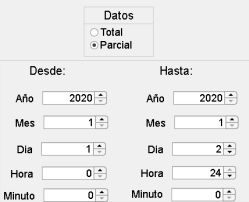 Datos
Total
Parcial
Desde: Hasta:
Año 2020 Año 2020
Mes 1 Mes 1
Dia 1 Dia 2
Hora 0 Hora 24
Minuto 0 Minuto 0